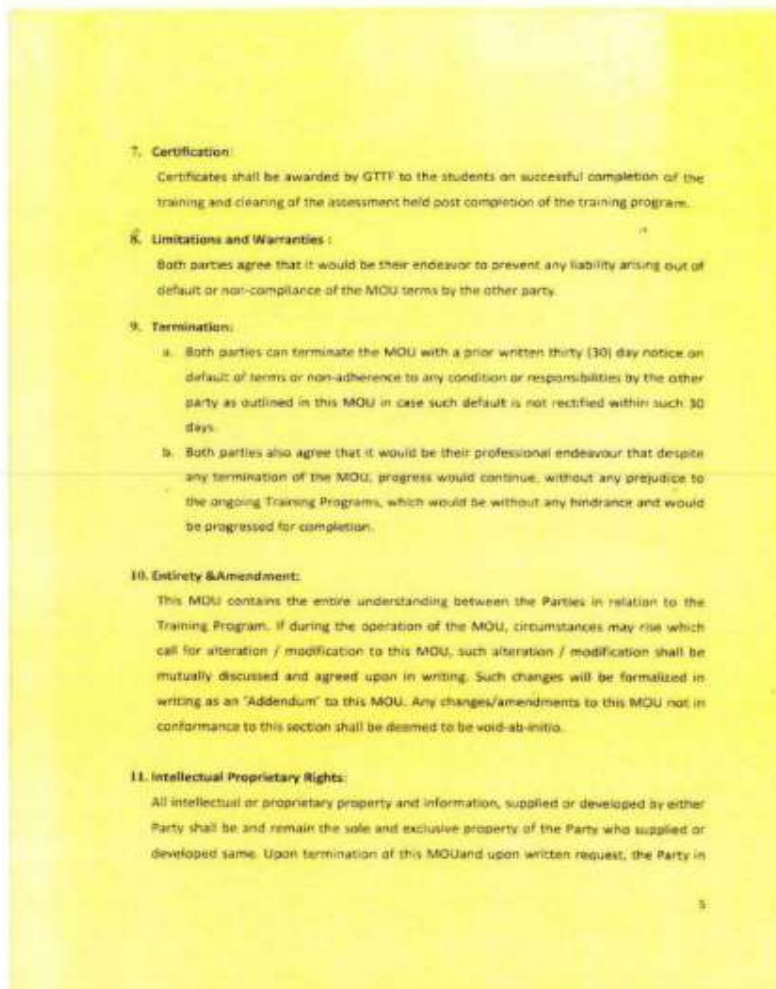 7. Certification:
Certificates shall be awarded by GTTF to the students on successful completion of the
training and clearing of the assessment held post completion of the training program.
8. Limitations and Warranties :
Both parties agree that it would be their endeavor to prevent any liability arising out of
default or non-compliance of the MOU terms by the other party.
9. Termination:
a. Both parties can terminate the MOU with a prior written thirty (30) day notice on
default of terms or non-adherence to any condition or responsibilities by the other
party as outlined in this MOU in case such default is not rectified within such 30
days.
b. Both parties also agree that it would be their professional endeavour that despite
any termination of the MOU, progress would continue, without any prejudice to
the ongoing Training Programs, which would be without any hindrance and would
be progressed for completion.
10. Entirety &Amendment:
This MOU contains the entire understanding between the Parties in relation to the
Training Program. If during the operation of the MOU, circumstances may rise which
call for alteration / modification to this MOU, such alteration / modification shall be
mutually discussed and agreed upon in writing. Such changes will be formalized in
writing as an "Addendum" to this MOU. Any changes/amendments to this MOU not in
conformance to this section shall be deemed to be void-ab-initio.
11. Intellectual Proprietary Rights:
All intellectual or proprietary property and information, supplied or developed by either
Party shall be and remain the sole and exclusive property of the Party who supplied or
developed same. Upon termination of this MOUand upon written request, the Party in
5